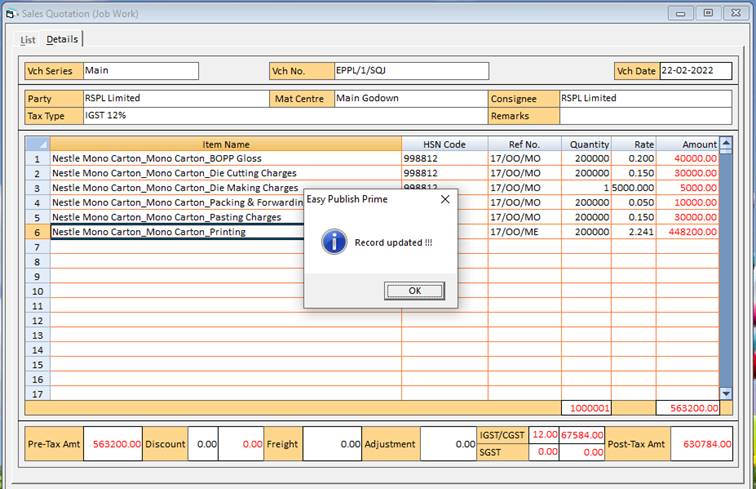 Sales Quotation (Job Work)
List Details
Vch Series Main Vch No. EPPL/1/SQJ Vch Date 22-02-2022
Party RSPL Limited Mat Centre Main Godown Consignee RSPL Limited
Tax Type IGST 12% Remarks
Item Name HSN Code Ref No. Quantity Rate Amount
1 Nestle Mono Carton_Mono Carton_BOPP Gloss 998812 17/OO/MO 200000 0.200 40000.00
2 Nestle Mono Carton_Mono Carton_Die Cutting Charges 998812 17/OO/MO 200000 0.150 30000.00
3 Nestle Mono Carton_Mono Carton_Die Making Charges 998812 17/OO/MO 1 5000.000 5000.00
4 Nestle Mono Carton_Mono Carton_Packing & Forwardin 17/OO/MO 200000 0.050 10000.00
5 Nestle Mono Carton_Mono Carton_Pasting Charges 17/OO/MO 200000 0.150 30000.00
6 Nestle Mono Carton_Mono Carton_Printing 17/OO/ME 200000 2.241 448200.00
7
8
9
10
11
12
13
14
15
16
17
Easy Publish Prime
Record updated !!!
OK
1000001 563200.00
Pre-Tax Amt 563200.00 Discount 0.00 0.00 Freight 0.00 Adjustment 0.00 IGST/CGST 12.00 67584.00 Post-Tax Amt 630784.00
SGST 0.00 0.00